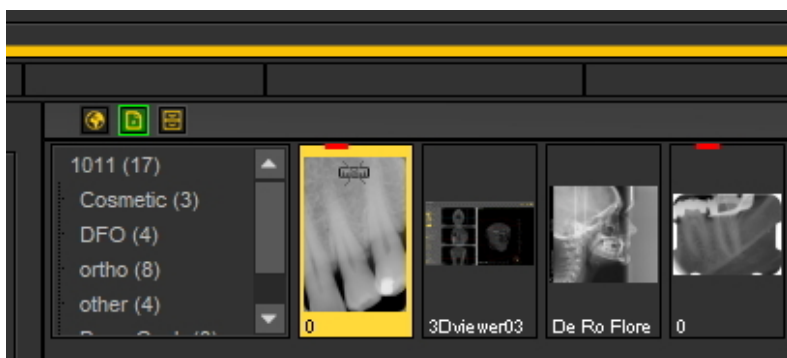 1011 (17)
Cosmetic (3)
DFO (4)
ortho (8)
other (4)
0
3Dviewer03
De Ro Flore
0